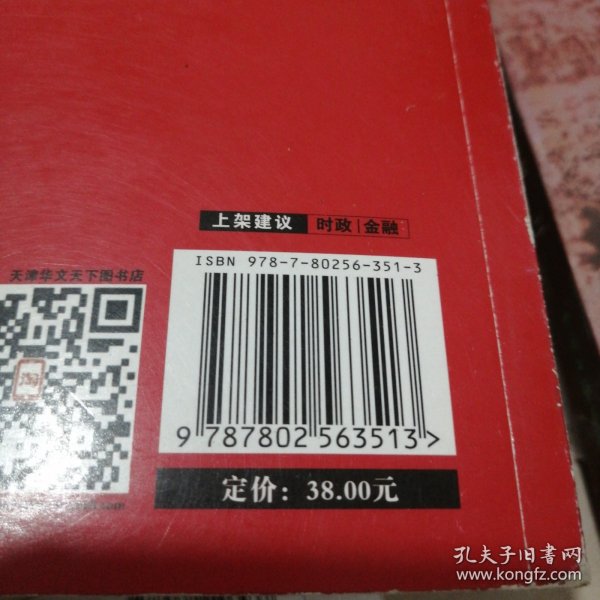 上架建议 时政|金融
ISBN 978-7-80256-351-3
天津华文天下图书店
9 787802 563513 >
定价：38.00元
孔夫子旧书网
www.kongfz.com